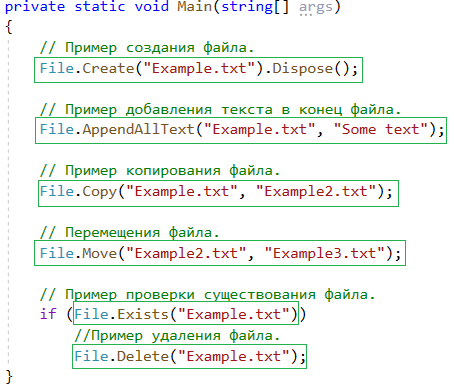 private static void Main(string[] args)
{
// Пример создания файла.
File.Create("Example.txt").Dispose();
// Пример добавления текста в конец файла.
File.AppendAllText("Example.txt", "Some text");
// Пример копирования файла.
File.Copy("Example.txt", "Example2.txt");
// Перемещения файла.
File.Move("Example2.txt", "Example3.txt");
// Пример проверки существования файла.
if (File.Exists("Example.txt"))
//Пример удаления файла.
File.Delete("Example.txt");
}